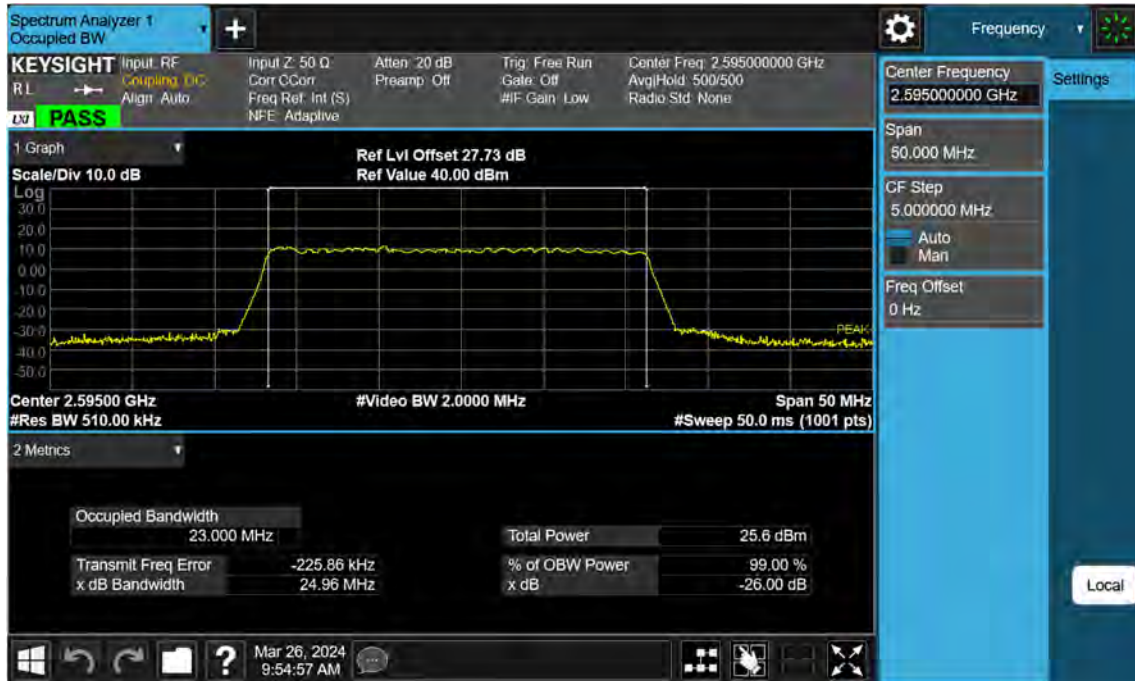 Spectrum Analyzer 1
Occupied BW
Frequency
KEYSIGHT
R L
LXI
PASS
Input: RF
Coupling: DC
Align: Auto
Input Z: 50 Ω
Corr CCorr
Freq Ref: Int (S)
NFE: Adaptive
Atten: 20 dB
Preamp: Off
Trig: Free Run
Gate: Off
#IF Gain: Low
Center Freq: 2.595000000 GHz
Avg|Hold: 500/500
Radio Std: None
Center Frequency
2.595000000 GHz
Settings
Span
50.000 MHz
CF Step
5.000000 MHz
Auto
Man
Freq Offset
0 Hz
1 Graph
Scale/Div 10.0 dB
Ref Lvl Offset 27.73 dB
Ref Value 40.00 dBm
Log
30.0
20.0
10.0
0.00
-10.0
-20.0
-30.0
-40.0
-50.0
PEAK
Center 2.59500 GHz
#Video BW 2.0000 MHz
Span 50 MHz
#Res BW 510.00 kHz
#Sweep 50.0 ms (1001 pts)
2 Metrics
Occupied Bandwidth
23.000 MHz
Total Power 25.6 dBm
Transmit Freq Error -225.86 kHz
% of OBW Power 99.00 %
x dB Bandwidth 24.96 MHz
x dB -26.00 dB
Local
Mar 26, 2024
9:54:57 AM